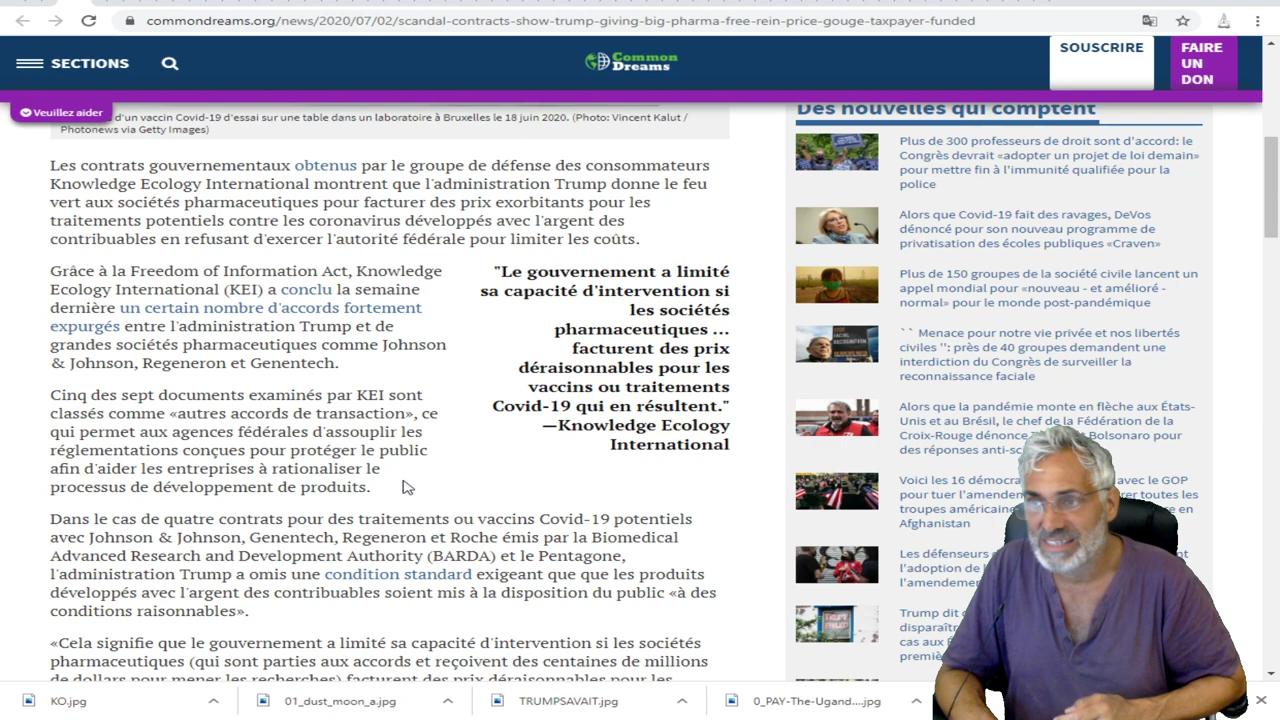 commondreams.org/news/2020/07/02/scandal-contracts-show-trump-giving-big-pharma-free-rein-price-gouge-taxpayer-funded
SECTIONS
Common
Dreams
SOUSCRIRE
FAIRE
UN
DON
Veuillez aider
d'un vaccin Covid-19 d'essai sur une table dans un laboratoire à Bruxelles le 18 juin 2020. (Photo: Vincent Kalut /
Photonews via Getty Images)
Les contrats gouvernementaux obtenus par le groupe de défense des consommateurs
Knowledge Ecology International montrent que l'administration Trump donne le feu
vert aux sociétés pharmaceutiques pour facturer des prix exorbitants pour les
traitements potentiels contre les coronavirus développés avec l'argent des
contribuables en refusant d'exercer l'autorité fédérale pour limiter les coûts.
Grâce à la Freedom of Information Act, Knowledge
Ecology International (KEI) a conclu la semaine
dernière un certain nombre d'accords fortement
expurgés entre l'administration Trump et de
grandes sociétés pharmaceutiques comme Johnson
& Johnson, Regeneron et Genentech.
"Le gouvernement a limité
sa capacité d'intervention si
les sociétés
pharmaceutiques ...
facturent des prix
déraisonnables pour les
vaccins ou traitements
Covid-19 qui en résultent."
—Knowledge Ecology
International
Cinq des sept documents examinés par KEI sont
classés comme «autres accords de transaction», ce
qui permet aux agences fédérales d'assouplir les
réglementations conçues pour protéger le public
afin d'aider les entreprises à rationaliser le
processus de développement de produits.
Dans le cas de quatre contrats pour des traitements ou vaccins Covid-19 potentiels
avec Johnson & Johnson, Genentech, Regeneron et Roche émis par la Biomedical
Advanced Research and Development Authority (BARDA) et le Pentagone,
l'administration Trump a omis une condition standard exigeant que que les produits
développés avec l'argent des contribuables soient mis à la disposition du public «à des
conditions raisonnables».
«Cela signifie que le gouvernement a limité sa capacité d'intervention si les sociétés
pharmaceutiques (qui sont parties aux accords et reçoivent des centaines de millions
de dollars pour mener les recherches) facturent des prix déraisonnables pour les
Des nouvelles qui comptent
Plus de 300 professeurs de droit sont d'accord: le
Congrès devrait «adopter un projet de loi demain»
pour mettre fin à l'immunité qualifiée pour la
police
Alors que Covid-19 fait des ravages, DeVos
dénoncé pour son nouveau programme de
privatisation des écoles publiques «Craven»
Plus de 150 groupes de la société civile lancent un
appel mondial pour «nouveau - et amélioré -
normal» pour le monde post-pandémique
`` Menace pour notre vie privée et nos libertés
civiles '': près de 40 groupes demandent une
interdiction du Congrès de surveiller la
reconnaissance faciale
Alors que la pandémie monte en flèche aux États-
Unis et au Brésil, le chef de la Fédération de la
Croix-Rouge dénonce Bolsonaro pour
des réponses
Voici les 16 avec le GOP
pour tuer l'amendem toutes les
troupes américaine en
Afghanistan
Les défenseurs
l'adoption de
l'amendeme
Trump dit
disparaîtr
cas aux
premiè
KO.jpg
01_dust_moon_a.jpg
TRUMPSAVAIT.jpg
0_PAY-The-Ugand....jpg